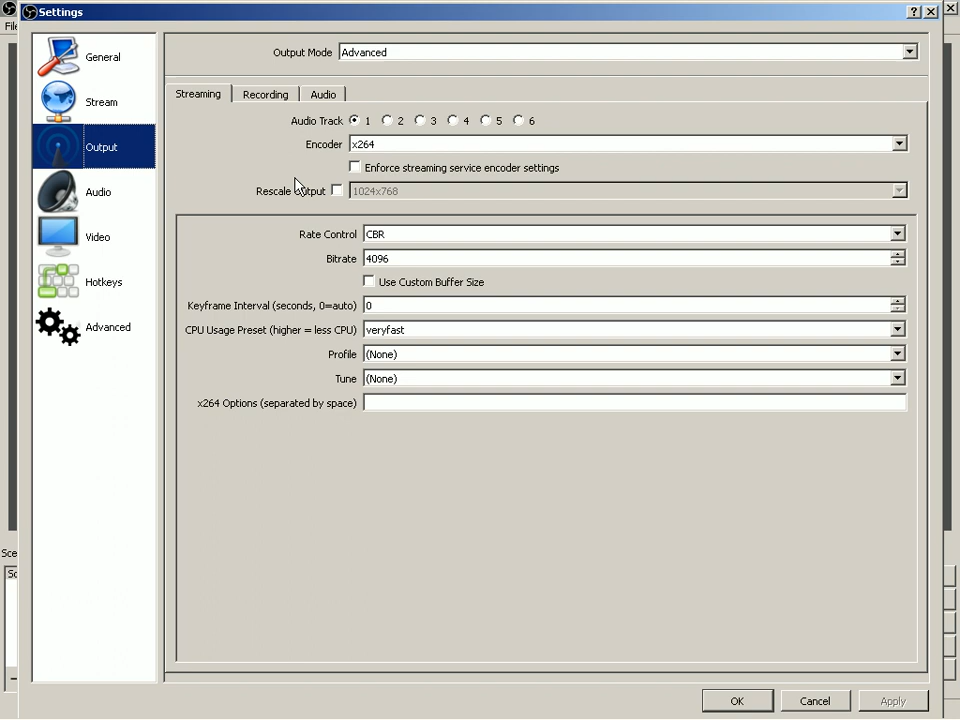 Settings
File
General
Stream
Output
Audio
Video
Hotkeys
Advanced
Output Mode Advanced
Streaming Recording Audio
Audio Track 1 2 3 4 5 6
Encoder x264
Enforce streaming service encoder settings
Rescale Output 1024x768
Rate Control CBR
Bitrate 4096
Use Custom Buffer Size
Keyframe Interval (seconds, 0=auto) 0
CPU Usage Preset (higher = less CPU) veryfast
Profile (None)
Tune (None)
x264 Options (separated by space)
OK Cancel Apply